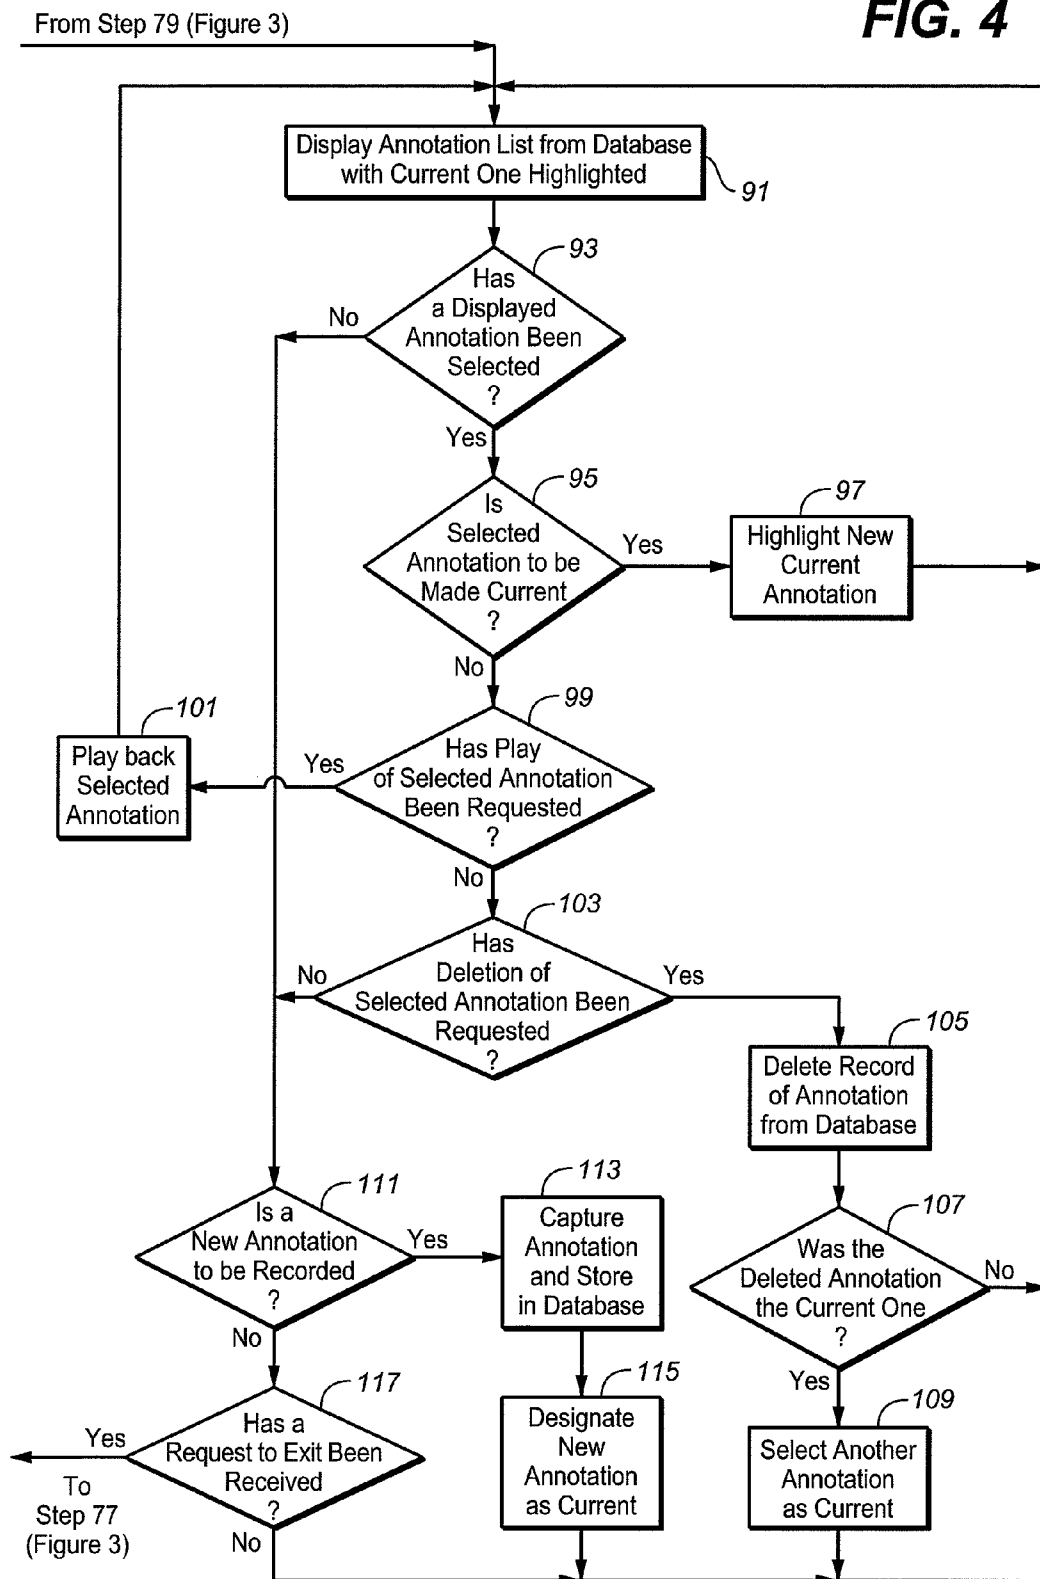 From Step 79 (Figure 3)
FIG. 4
Display Annotation List from Database
with Current One Highlighted
91
93
Has
a Displayed
Annotation Been
Selected
?
No
Yes
95
Is
Selected
Annotation to be
Made Current
?
Yes
97
Highlight New
Current
Annotation
No
99
Has Play
of Selected Annotation
Been Requested
?
Yes
101
Play back
Selected
Annotation
No
103
Has
Deletion of
Selected Annotation Been
Requested
?
No
Yes
105
Delete Record
of Annotation
from Database
107
Was the
Deleted Annotation
the Current One
?
No
Yes
109
Select Another
Annotation
as Current
111
Is a
New Annotation
to be Recorded
?
Yes
113
Capture
Annotation
and Store
in Database
115
Designate
New
Annotation
as Current
No
117
Has a
Request to Exit Been
Received
?
Yes
To
Step 77
(Figure 3)
No